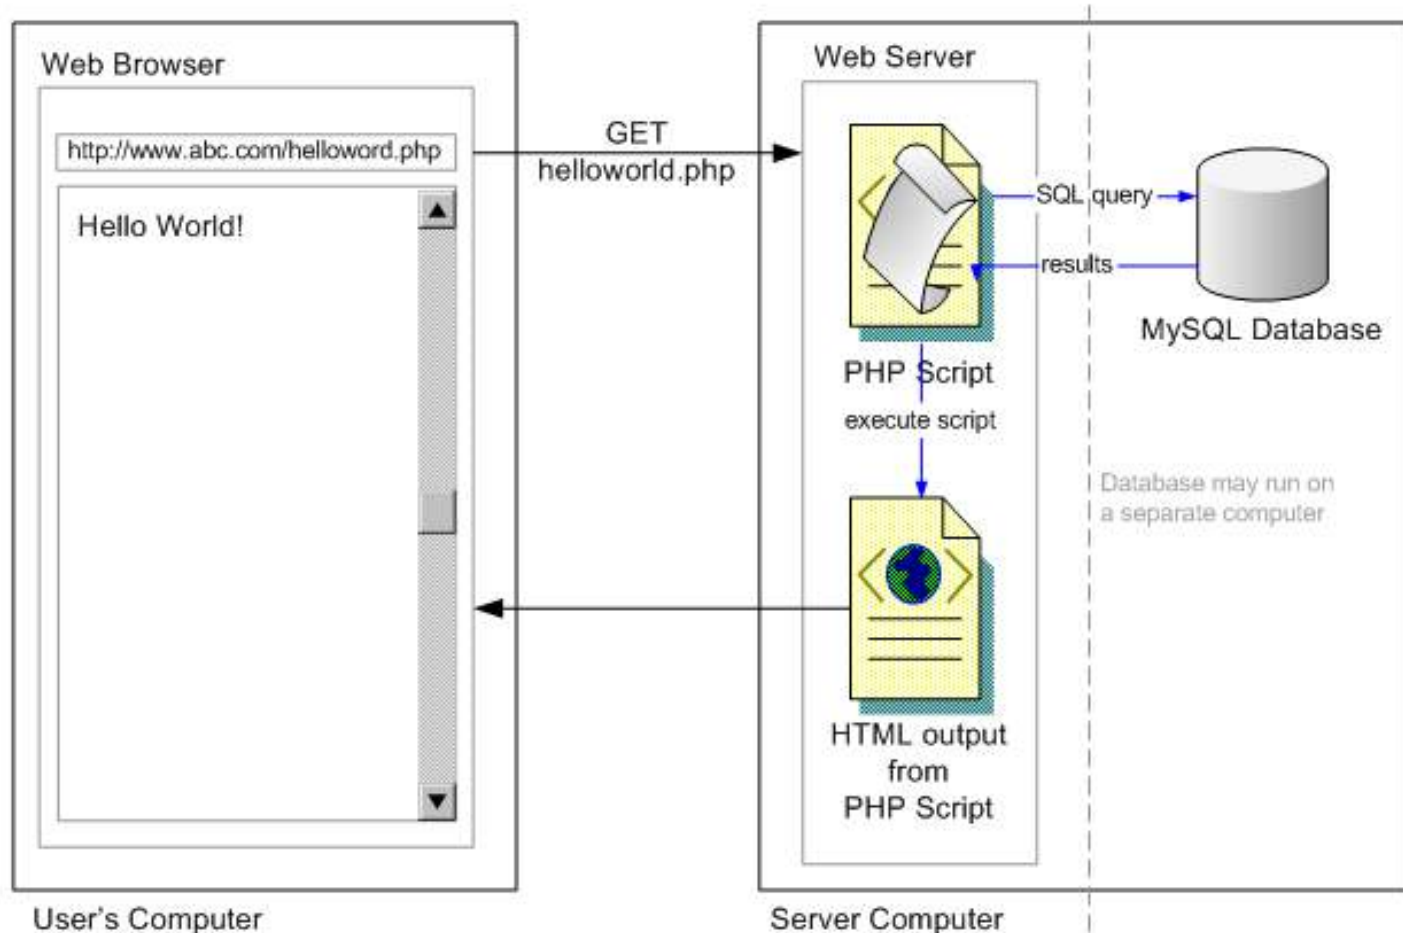 Web Browser
http://www.abc.com/helloword.php
Hello World!
GET
helloworld.php
Web Server
SQL query
results
MySQL Database
PHP Script
execute script
Database may run on
a separate computer
HTML output
from
PHP Script
User's Computer
Server Computer